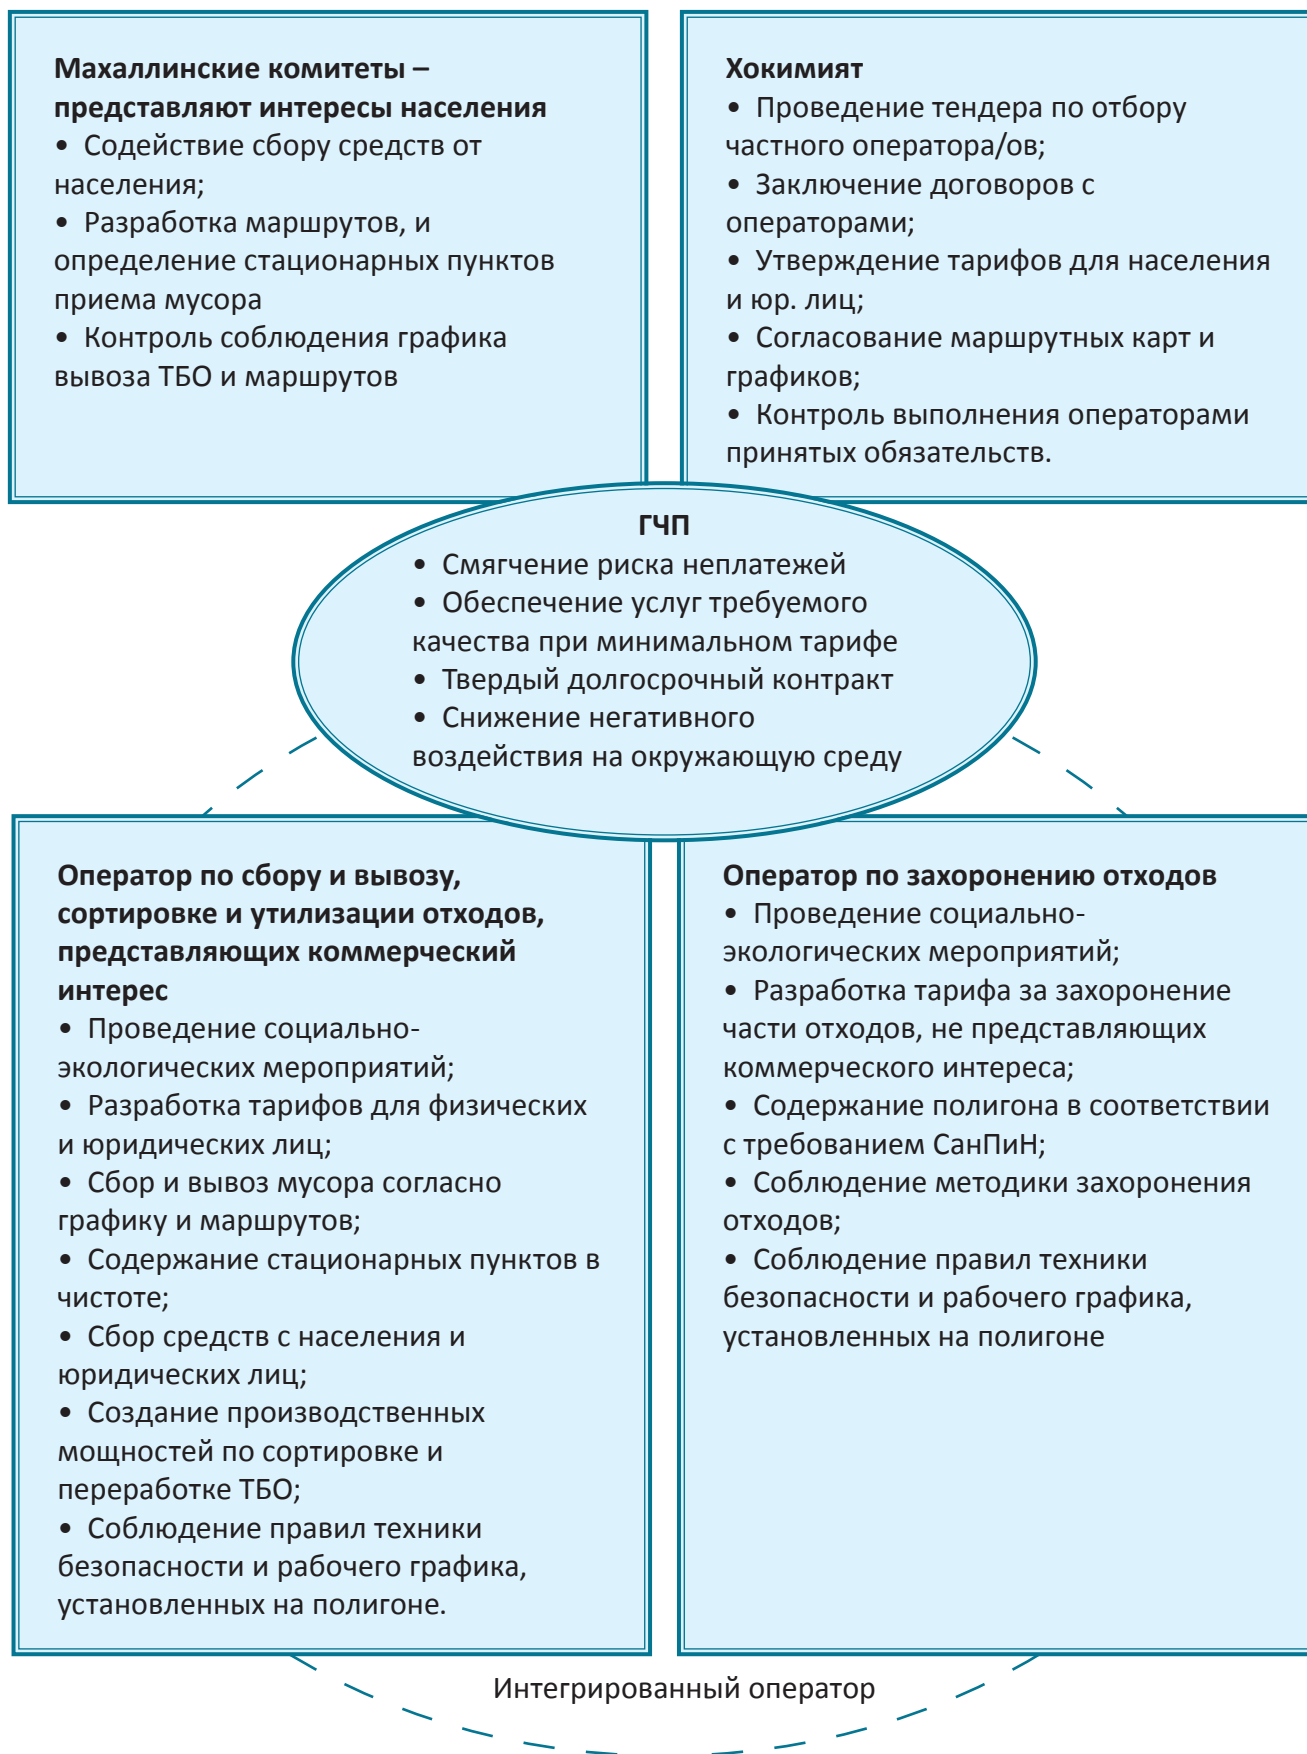 Махаллинские комитеты –
представляют интересы населения
• Содействие сбору средств от
населения;
• Разработка маршрутов, и
определение стационарных пунктов
приема мусора
• Контроль соблюдения графика
вывоза ТБО и маршрутов
Хокимият
• Проведение тендера по отбору
частного оператора/ов;
• Заключение договоров с
операторами;
• Утверждение тарифов для населения
и юр. лиц;
• Согласование маршрутных карт и
графиков;
• Контроль выполнения операторами
принятых обязательств.
ГЧП
• Смягчение риска неплатежей
• Обеспечение услуг требуемого
качества при минимальном тарифе
• Твердый долгосрочный контракт
• Снижение негативного
воздействия на окружающую среду
Оператор по сбору и вывозу,
сортировке и утилизации отходов,
представляющих коммерческий
интерес
• Проведение социально-
экологических мероприятий;
• Разработка тарифов для физических
и юридических лиц;
• Сбор и вывоз мусора согласно
графику и маршрутов;
• Содержание стационарных пунктов в
чистоте;
• Сбор средств с населения и
юридических лиц;
• Создание производственных
мощностей по сортировке и
переработке ТБО;
• Соблюдение правил техники
безопасности и рабочего графика,
установленных на полигоне.
Оператор по захоронению отходов
• Проведение социально-
экологических мероприятий;
• Разработка тарифа за захоронение
части отходов, не представляющих
коммерческого интереса;
• Содержание полигона в соответствии
с требованием СанПиН;
• Соблюдение методики захоронения
отходов;
• Соблюдение правил техники
безопасности и рабочего графика,
установленных на полигоне
Интегрированный оператор